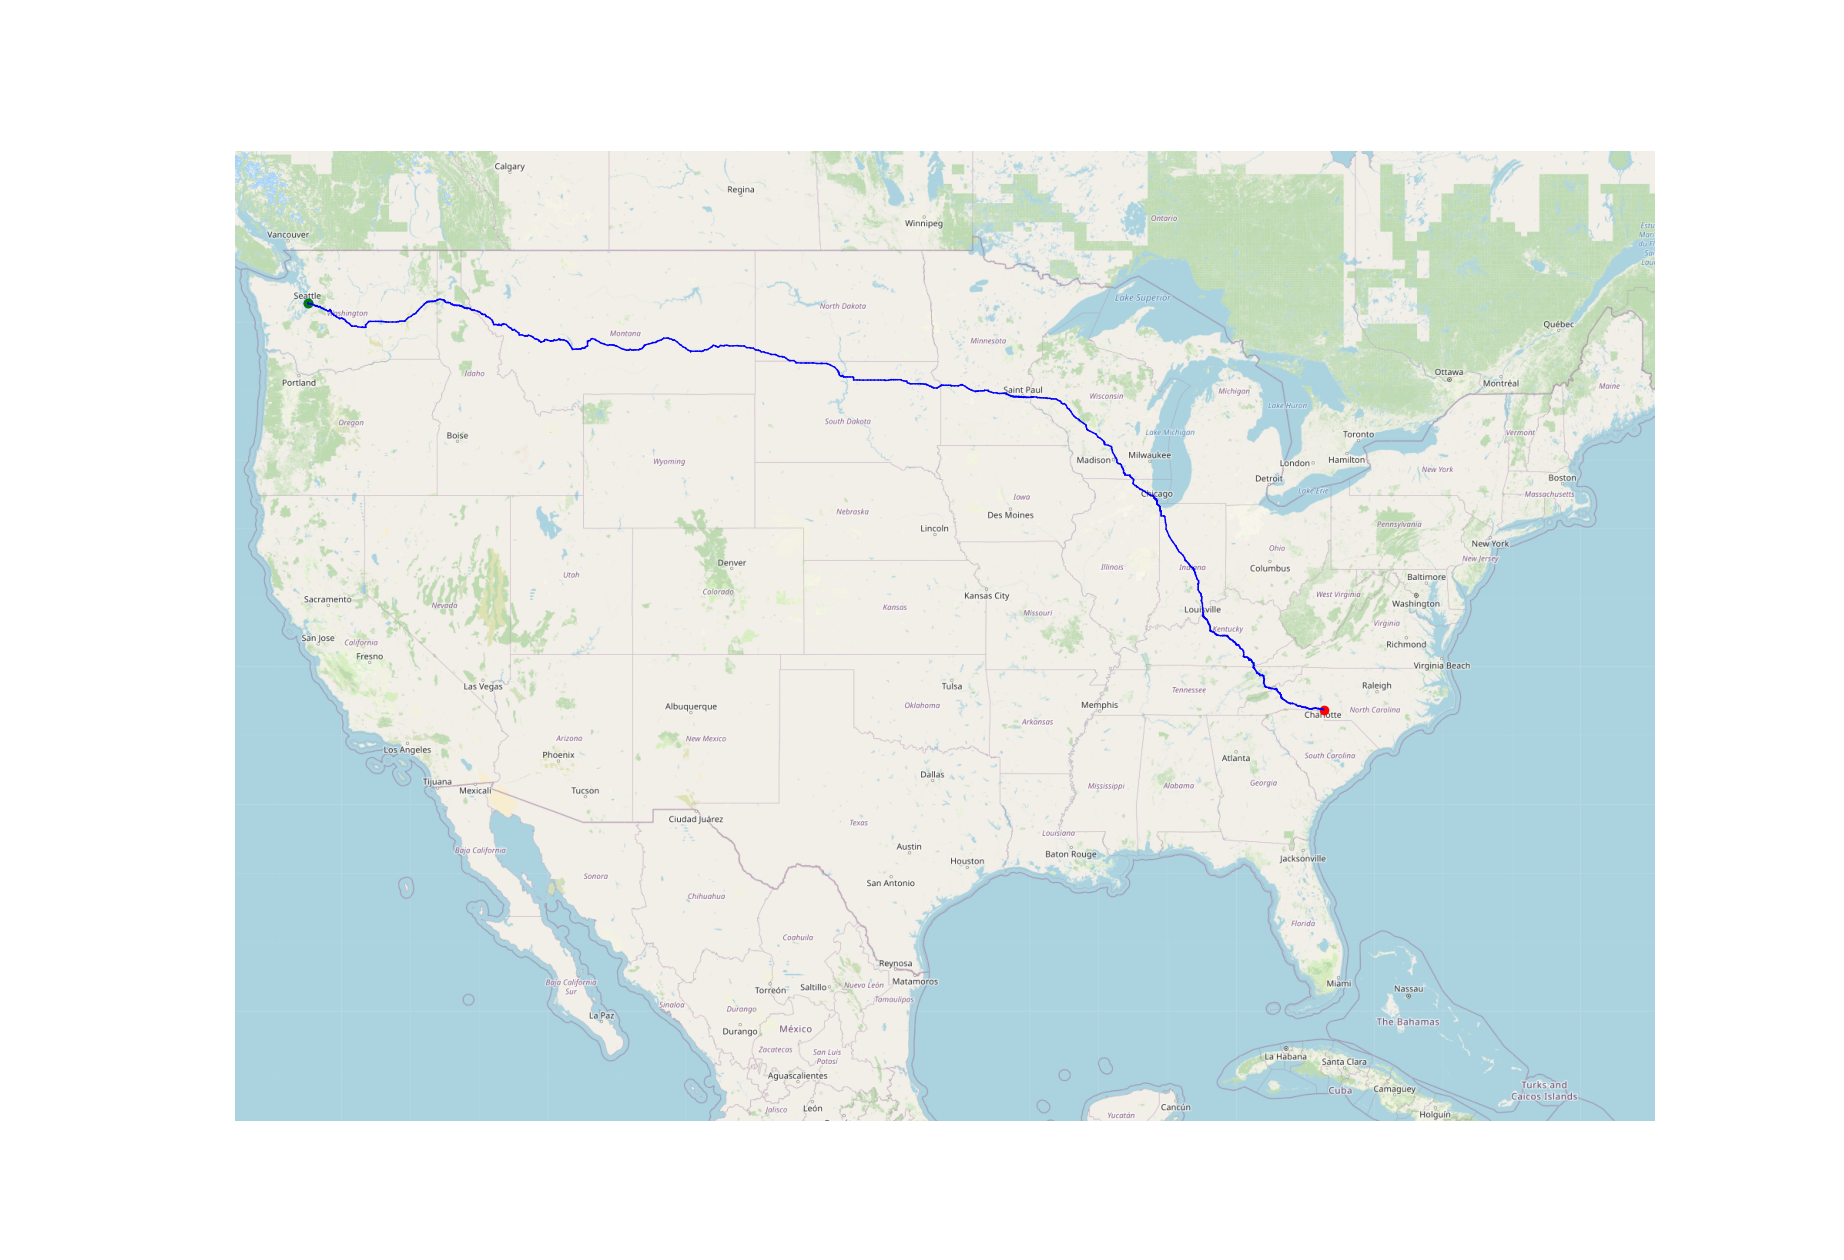 Calgary
Regina
Winnipeg
Ontario
Vancouver
Seattle
Washington
Montana
North Dakota
Lake Superior
Québec
Minnesota
Portland
Idaho
Saint Paul
Wisconsin
Michigan
Ottawa
Montréal
Maine
Oregon
Boise
South Dakota
Lake Michigan
Lake Huron
Toronto
Vermont
Wyoming
Madison
Milwaukee
London
Hamilton
New York
Detroit
Lake Erie
Boston
Massachusetts
Chicago
Iowa
Des Moines
Nebraska
Lincoln
Pennsylvania
New York
New Jersey
Ohio
Columbus
Denver
Utah
Colorado
Illinois
Indiana
Baltimore
Washington
West Virginia
Kansas City
Kansas
Missouri
Sacramento
Nevada
Louisville
Kentucky
Virginia
Richmond
San Jose
California
Fresno
Virginia Beach
Las Vegas
Tulsa
Tennessee
Raleigh
Albuquerque
Oklahoma
Memphis
Arkansas
Charlotte
North Carolina
Los Angeles
Arizona
Phoenix
New Mexico
South Carolina
Atlanta
Georgia
Dallas
Tijuana
Mexicali
Tucson
Mississippi
Alabama
Ciudad Juárez
Texas
Louisiana
Baja California
Austin
Houston
Baton Rouge
Jacksonville
Sonora
San Antonio
Chihuahua
Florida
Coahuila
Reynosa
Matamoros
Baja California
Sur
Torreón
Saltillo
Nuevo León
Tamaulipas
Miami
Nassau
Sinaloa
Durango
La Paz
Durango
México
The Bahamas
Zacatecas
San Luis
Potosí
La Habana
Santa Clara
Aguascalientes
Camagüey
Cuba
Turks and
Caicos Islands
Jalisco
León
Yucatán
Cancún
Holguín